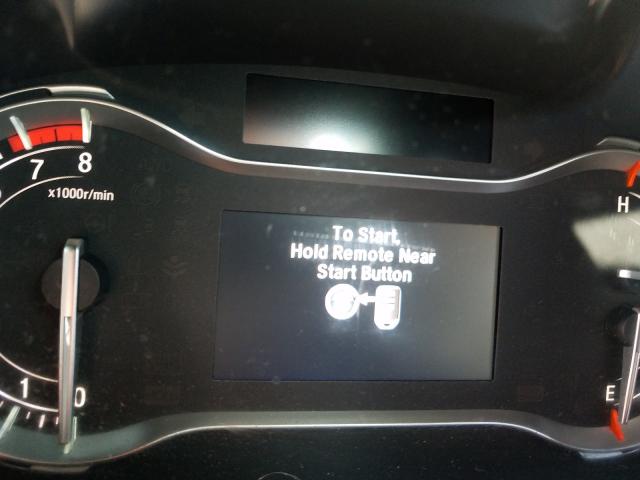 7 8
x1000r/min
To Start,
Hold Remote Near
Start Button
H
1 0
E